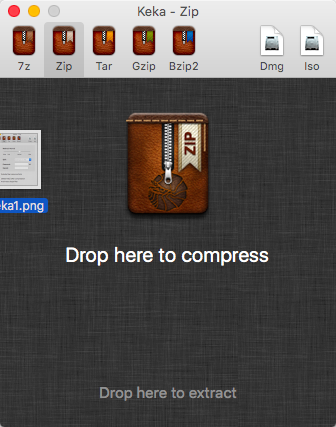 Keka - Zip
7z Zip Tar Gzip Bzip2 Dmg Iso
ZIP
eka1.png
Drop here to compress
Drop here to extract